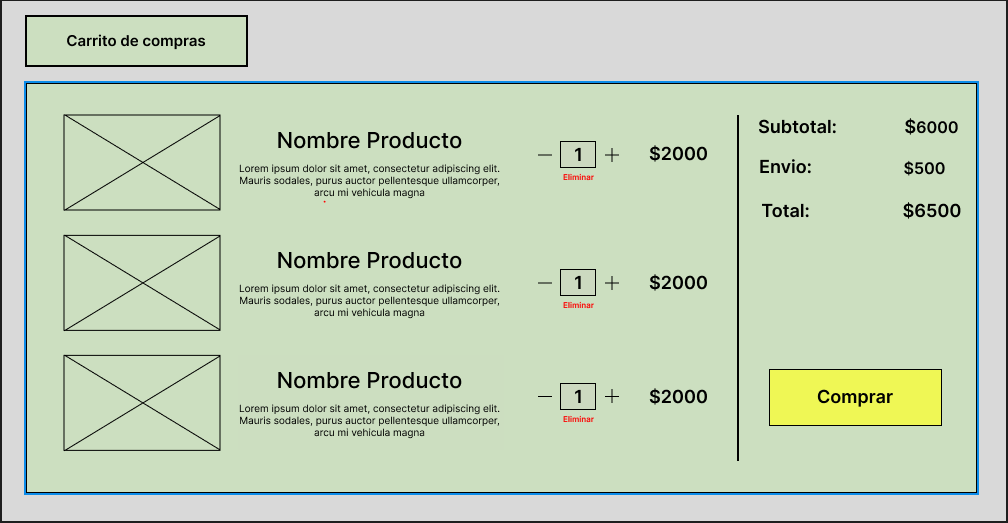 Carrito de compras
Nombre Producto
Lorem ipsum dolor sit amet, consectetur adipiscing elit.
Mauris sodales, purus auctor pellentesque ullamcorper,
arcu mi vehicula magna
1
Eliminar
$2000
Nombre Producto
Lorem ipsum dolor sit amet, consectetur adipiscing elit.
Mauris sodales, purus auctor pellentesque ullamcorper,
arcu mi vehicula magna
1
Eliminar
$2000
Nombre Producto
Lorem ipsum dolor sit amet, consectetur adipiscing elit.
Mauris sodales, purus auctor pellentesque ullamcorper,
arcu mi vehicula magna
1
Eliminar
$2000
Subtotal: $6000
Envio: $500
Total: $6500
Comprar